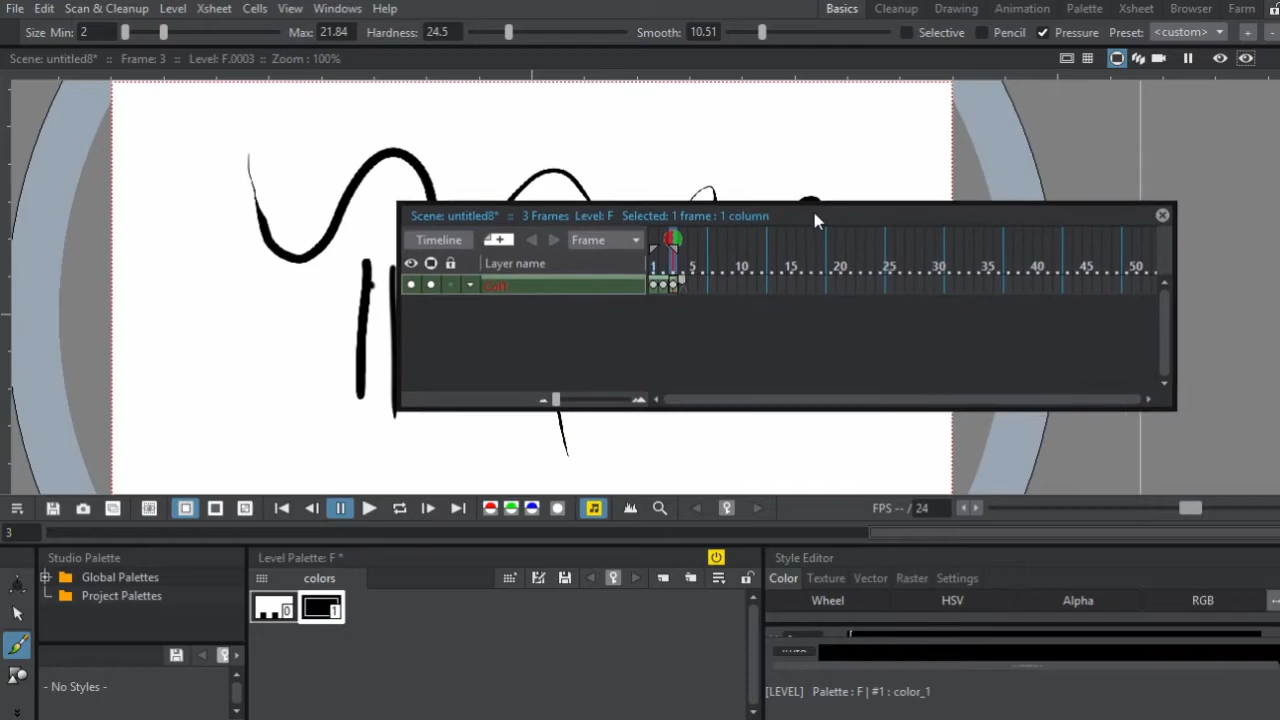 File Edit Scan & Cleanup Level Xsheet Cells View Windows Help Basics Cleanup Drawing Animation Palette Xsheet Browser Farm
Size Min: 2 Max: 21.84 Hardness: 24.5 Smooth: 10.51 Selective Pencil Pressure Preset: <custom> + -
Scene: untitled8* :: Frame: 3 :: Level: F.0003 :: Zoom : 100%
Scene: untitled8* :: 3 Frames Level: F Selected: 1 frame : 1 column
Timeline Frame
Layer name 1 5 10 15 20 25 30 35 40 45 50
Col1
FPS -- / 24
3
Studio Palette Level Palette: F * Style Editor
Global Palettes colors Color Texture Vector Raster Settings
Project Palettes Wheel HSV Alpha RGB
0 1
AUTO
- No Styles - [LEVEL] Palette : F | #1 : color_1